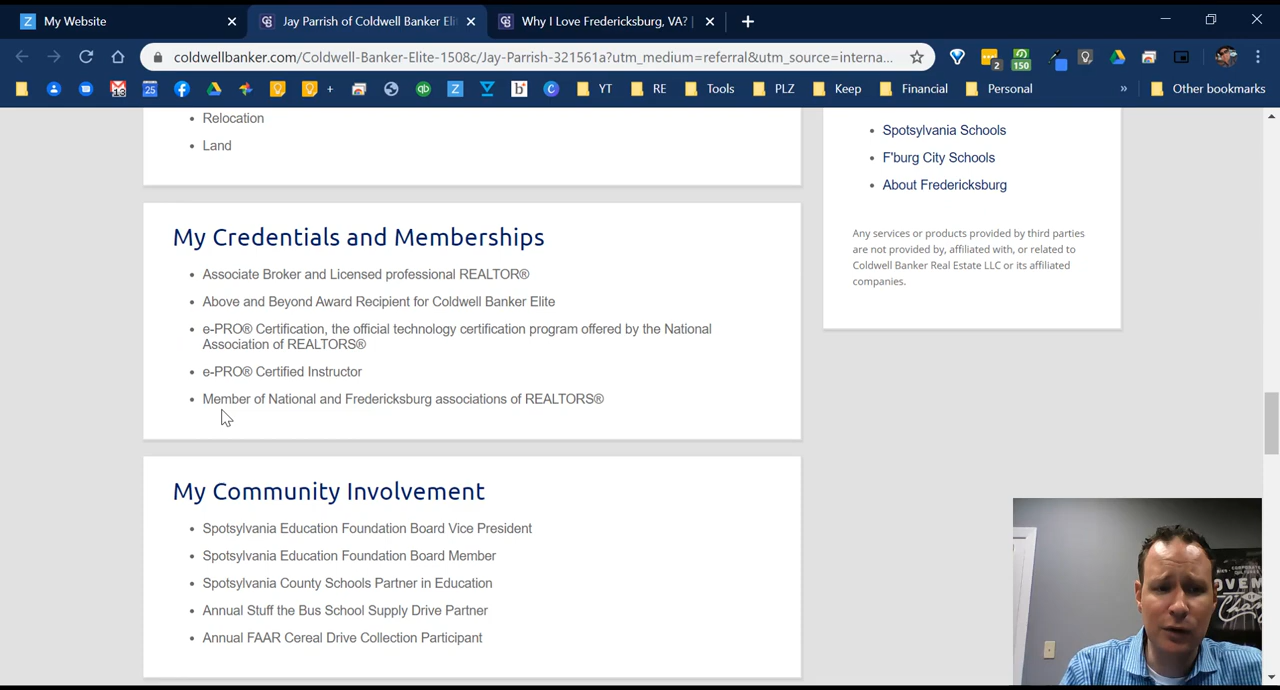 My Website
Jay Parrish of Coldwell Banker Eli
Why I Love Fredericksburg, VA? |
coldwellbanker.com/Coldwell-Banker-Elite-1508c/Jay-Parrish-321561a?utm_medium=referral&utm_source=interna...
2
150
13
25
+
YT
RE
Tools
PLZ
Keep
Financial
Personal
»
Other bookmarks
Relocation
Land
Spotsylvania Schools
F'burg City Schools
About Fredericksburg
Any services or products provided by third parties
are not provided by, affiliated with, or related to
Coldwell Banker Real Estate LLC or its affiliated
companies.
My Credentials and Memberships
Associate Broker and Licensed professional REALTOR®
Above and Beyond Award Recipient for Coldwell Banker Elite
e-PRO® Certification, the official technology certification program offered by the National
Association of REALTORS®
e-PRO® Certified Instructor
Member of National and Fredericksburg associations of REALTORS®
My Community Involvement
Spotsylvania Education Foundation Board Vice President
Spotsylvania Education Foundation Board Member
Spotsylvania County Schools Partner in Education
Annual Stuff the Bus School Supply Drive Partner
Annual FAAR Cereal Drive Collection Participant